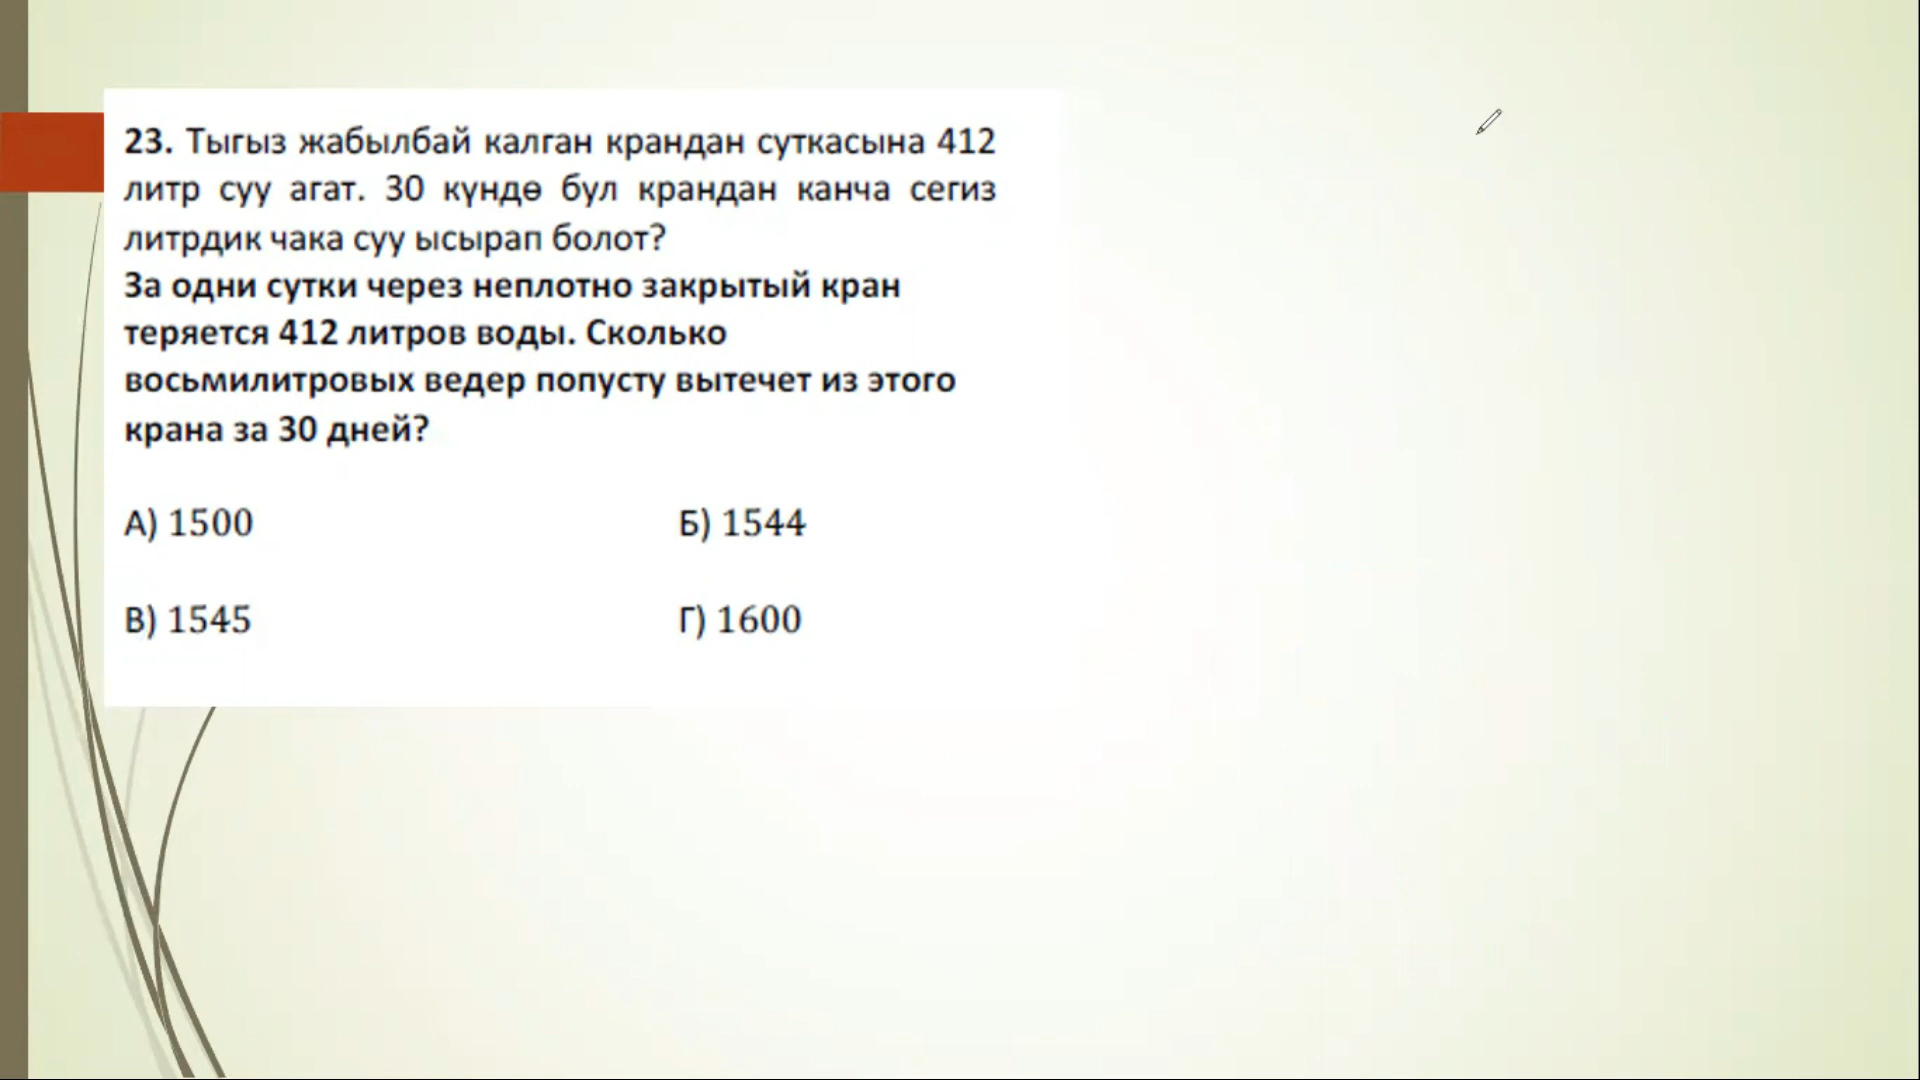 23. Тыгыз жабылбай калган крандан суткасына 412
литр суу агат. 30 күндө бул крандан канча сегиз
литрдик чака суу ысырап болот?
За одни сутки через неплотно закрытый кран
теряется 412 литров воды. Сколько
восьмилитровых ведер попусту вытечет из этого
крана за 30 дней?
А) 1500 Б) 1544
В) 1545 Г) 1600